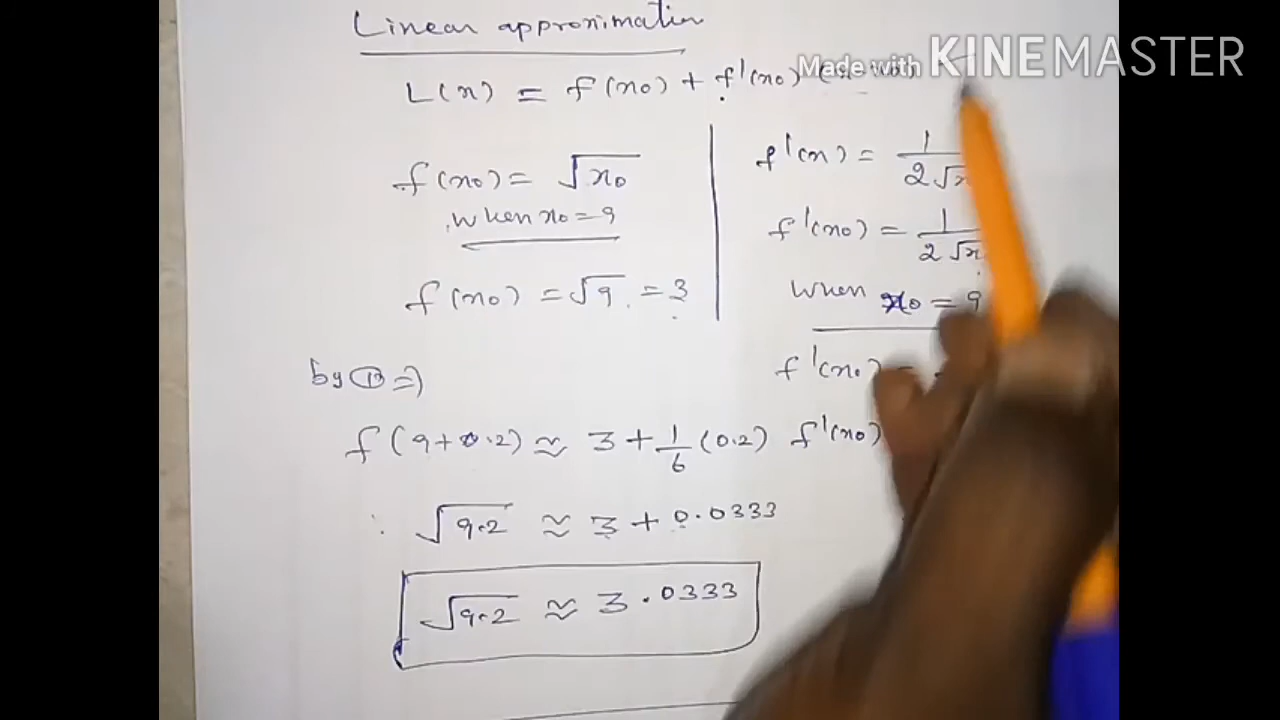 Linear approximation
L(x) = f(x₀) + f'(x₀)
Made with KINEMASTER
f(x₀) = √x₀
when x₀ = 9
f(x₀) = √9 = 3
f'(x) = 1/2√x
f'(x₀) = 1/2√x
when x₀ = 9
f'(x₀) =
by ⑬ ⇒)
f(9+0.2) ≈ 3 + 1/6 (0.2) f'(x₀)
√9.2 ≈ 3 + 0.0333
√9.2 ≈ 3.0333